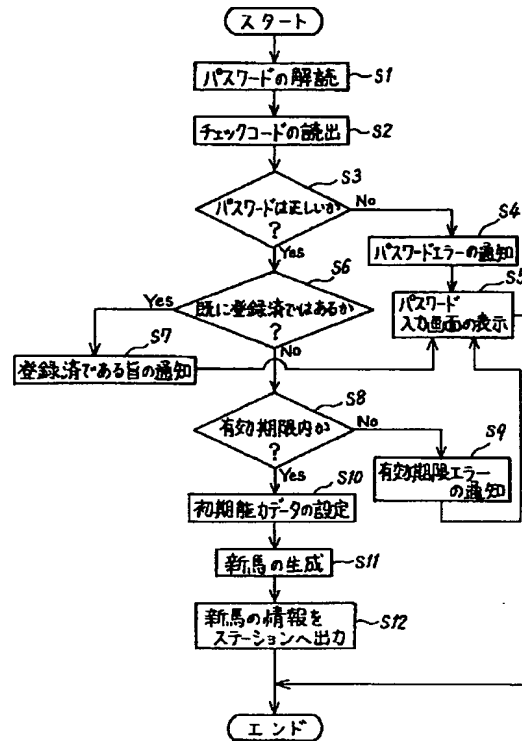 スタート
パスワードの解読
S1
チェックコードの読出
S2
S3
パスワードは正しいか
?
No
Yes
S4
パスワードエラーの通知
S5
パスワード
入力画面の表示
S6
既に登録済ではあるか
?
Yes
No
S7
登録済である旨の通知
S8
有効期限内か
?
No
Yes
S9
有効期限エラー
の通知
S10
初期能力データの設定
新馬の生成
S11
新馬の情報を
ステーションへ出力
S12
エンド